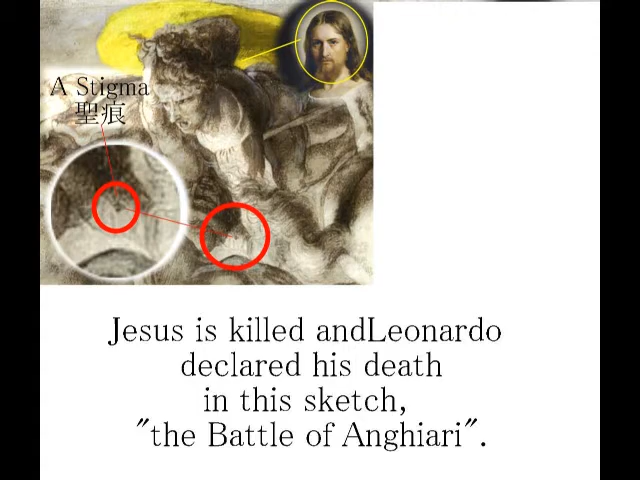 A Stigma
聖痕
Jesus is killed andLeonardo
declared his death
in this sketch,
"the Battle of Anghiari".